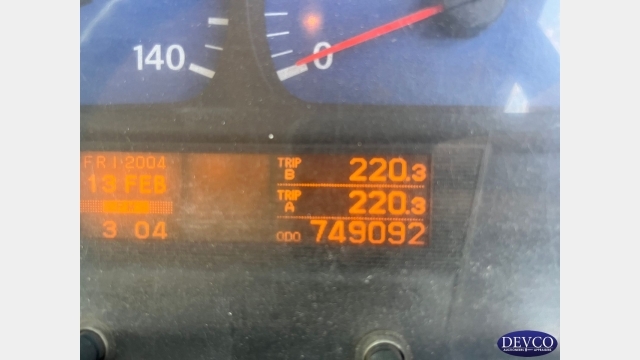 140
0
FRI-2004
13 FEB
3 04
TRIP B 220.3
TRIP A 220.3
ODO 749092
DEVCO